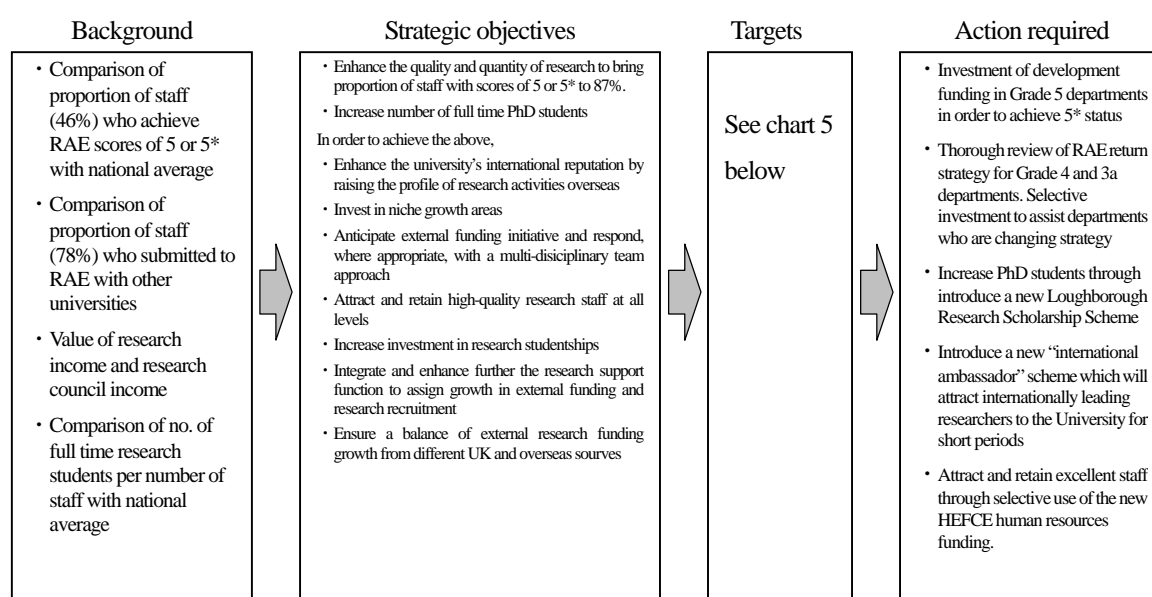 Background
・Comparison of
proportion of staff
(46%) who achieve
RAE scores of 5 or 5*
with national average
・Comparison of
proportion of staff
(78%) who submitted to
RAE with other
universities
・Value of research
income and research
council income
・Comparison of no. of
full time research
students per number of
staff with national
average
Strategic objectives
・Enhance the quality and quantity of research to bring
proportion of staff with scores of 5 or 5* to 87%.
・Increase number of full time PhD students
In order to achieve the above,
・Enhance the university's international reputation by
raising the profile of research activities overseas
・Invest in niche growth areas
・Anticipate external funding initiative and respond,
where appropriate, with a multi-disiciplinary team
approach
・Attract and retain high-quality research staff at all
levels
・Increase investment in research studentships
・Integrate and enhance further the research support
function to assign growth in external funding and
research recruitment
・Ensure a balance of external research funding
growth from different UK and overseas sourves
Targets
See chart 5
below
Action required
・Investment of development
funding in Grade 5 departments
in order to achieve 5* status
・Thorough review of RAE return
strategy for Grade 4 and 3a
departments. Selective
investment to assist departments
who are changing strategy
・Increase PhD students through
introduce a new Loughborough
Research Scholarship Scheme
・Introduce a new "international
ambassador" scheme which will
attract internationally leading
researchers to the University for
short periods
・Attract and retain excellent staff
through selective use of the new
HEFCE human resources
funding.